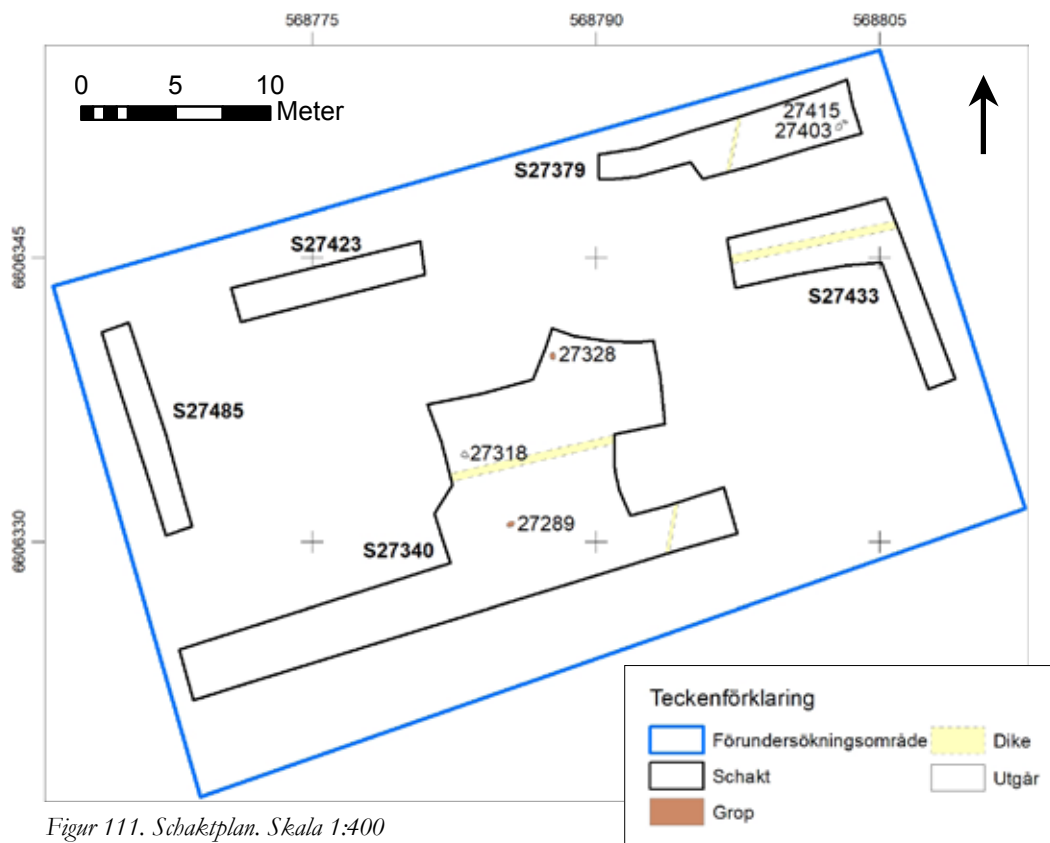 568775 568790 568805
0 5 10
Meter
27415
27403
S27379
S27423
6606345
S27433
27328
S27485
27318
27289
6606330
S27340
Teckenförklaring
Förundersökningsområde
Dike
Schakt
Utgår
Grop
Figur 111. Schaktplan. Skala 1:400